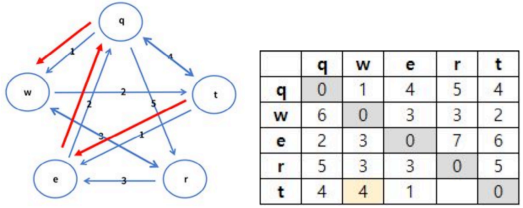 q
1
4
w
2
t
2
5
3
1
e
3
r
q w e r t
q 0 1 4 5 4
w 6 0 3 3 2
e 2 3 0 7 6
r 5 3 3 0 5
t 4 4 1 0